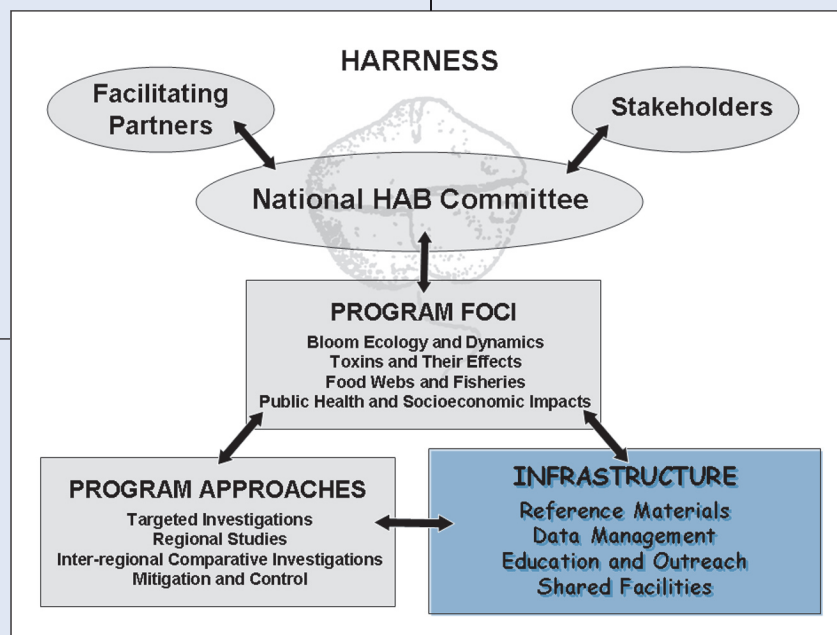 HARRNESS
Facilitating
Partners
Stakeholders
National HAB Committee
PROGRAM FOCI
Bloom Ecology and Dynamics
Toxins and Their Effects
Food Webs and Fisheries
Public Health and Socioeconomic Impacts
PROGRAM APPROACHES
Targeted Investigations
Regional Studies
Inter-regional Comparative Investigations
Mitigation and Control
INFRASTRUCTURE
Reference Materials
Data Management
Education and Outreach
Shared Facilities